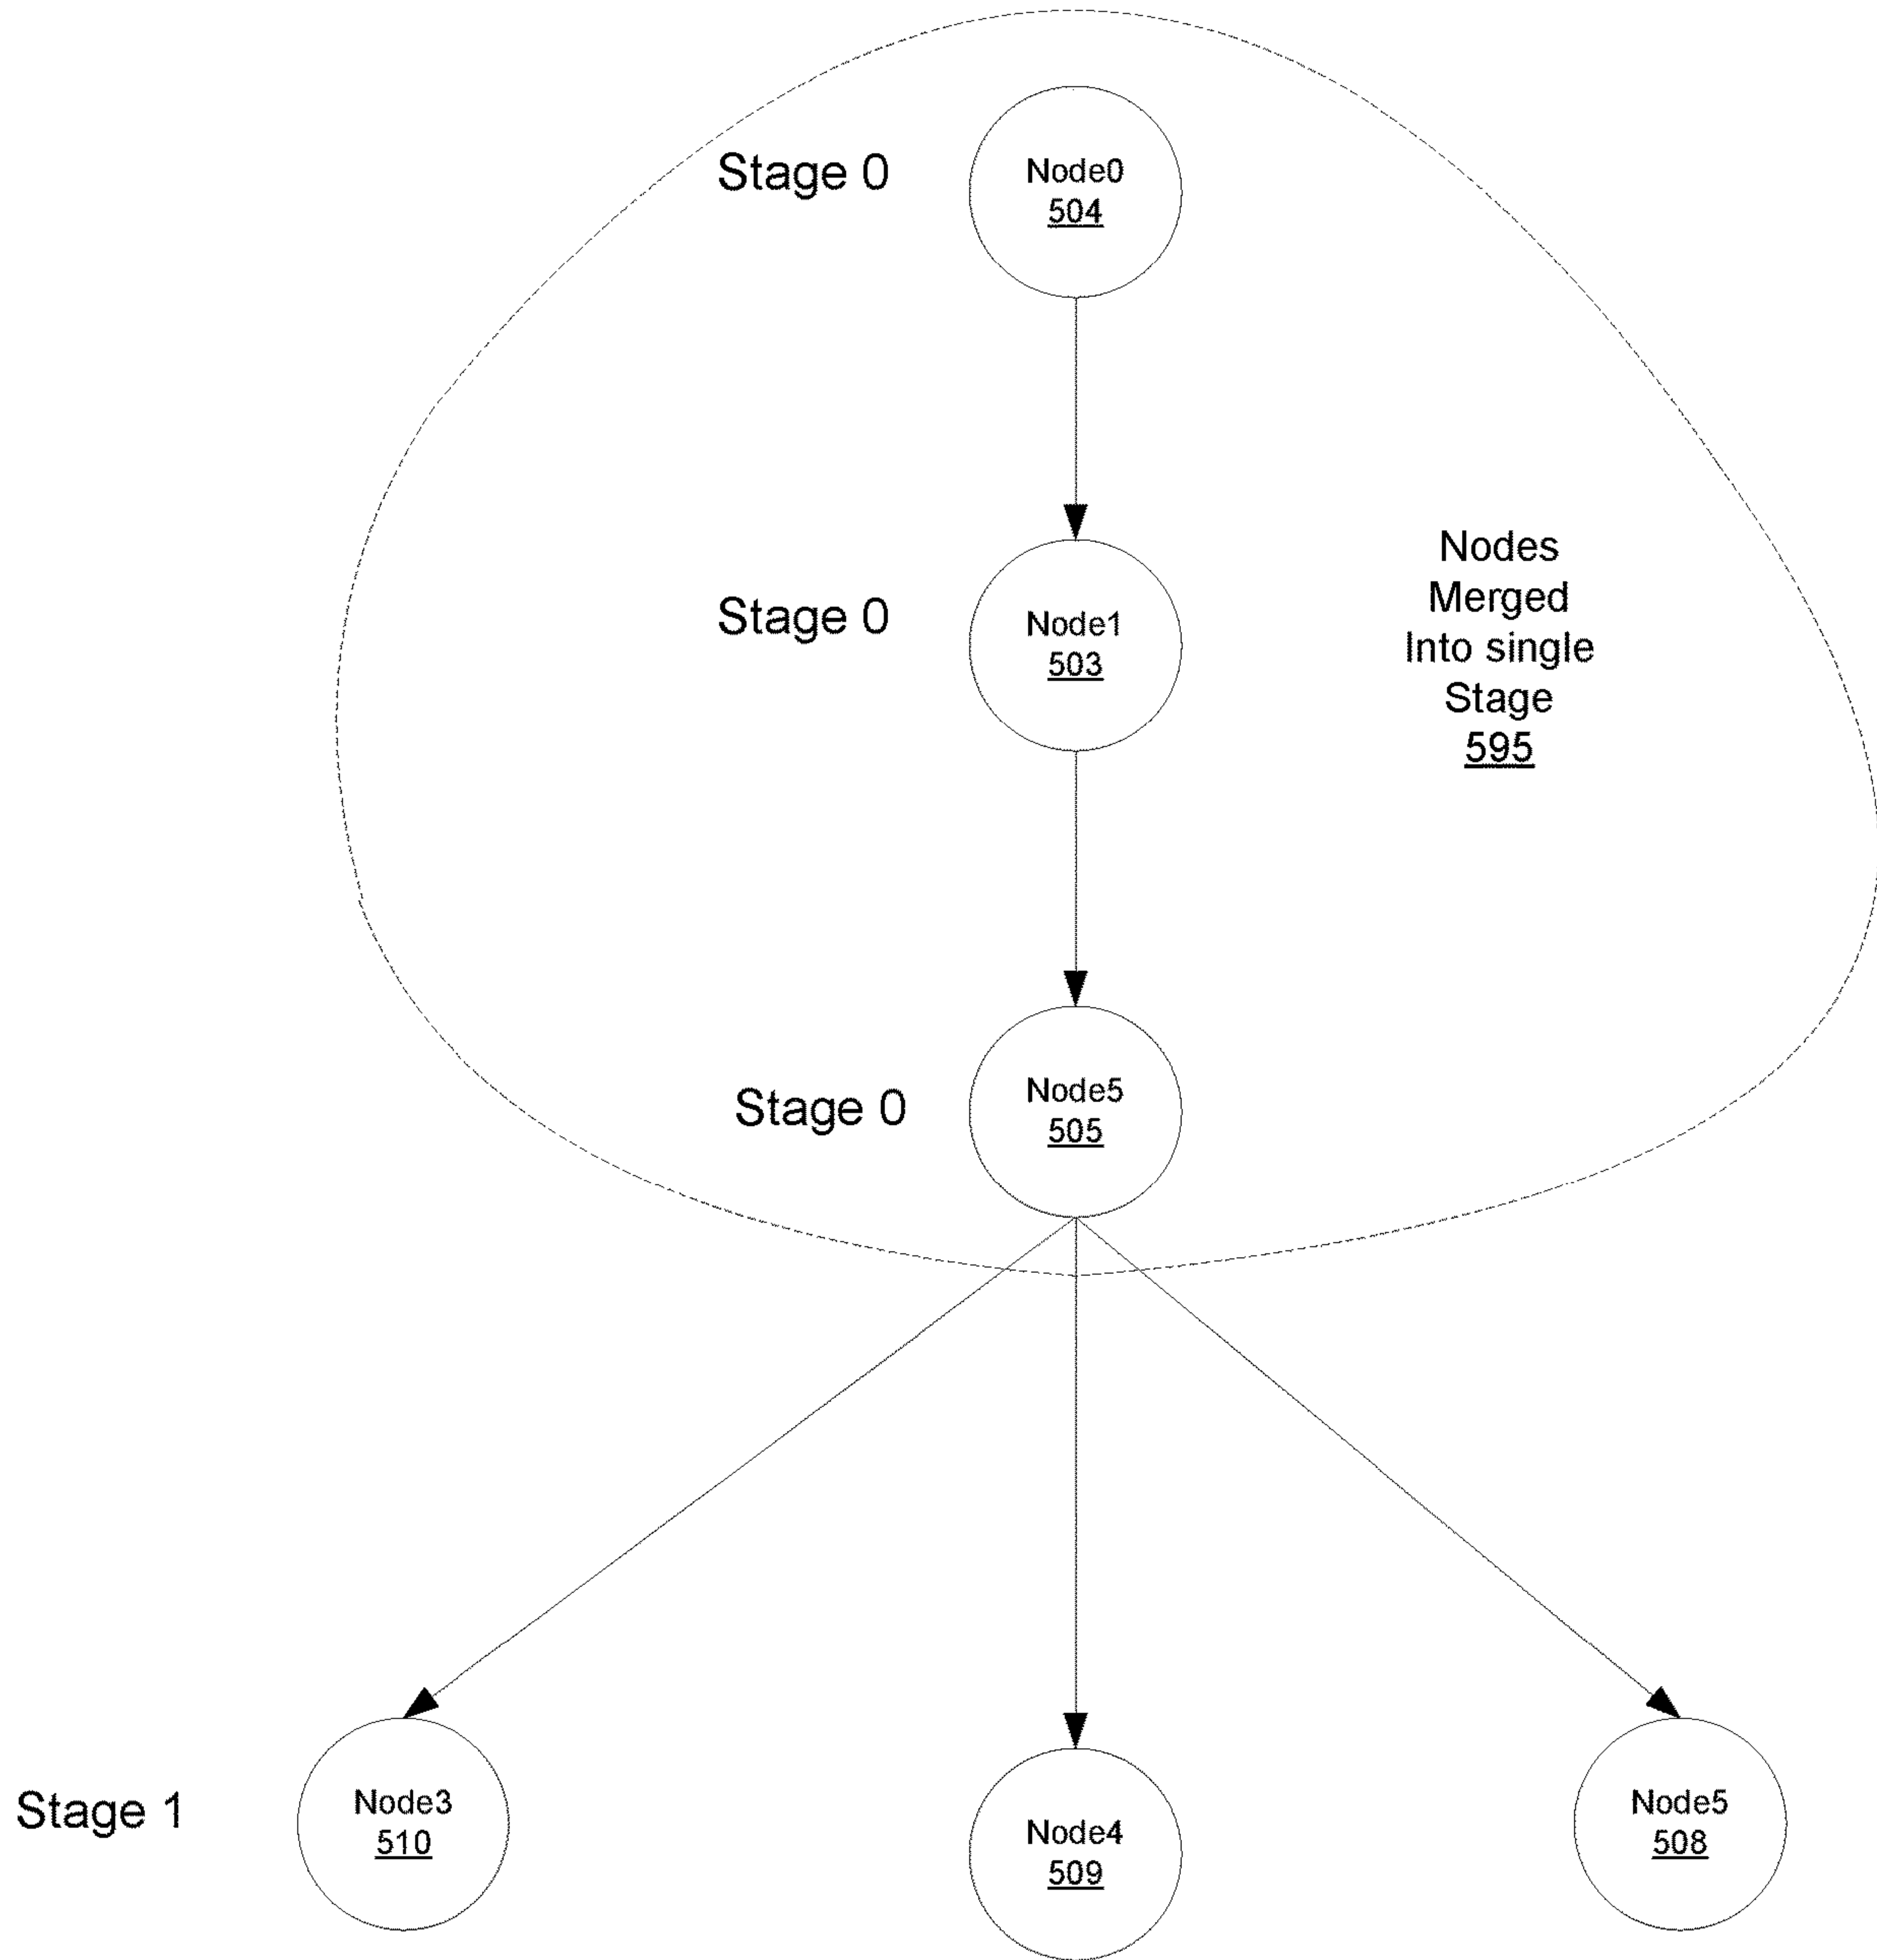 Stage 0
Node0
504
Stage 0
Node1
503
Nodes
Merged
Into single
Stage
595
Stage 0
Node5
505
Stage 1
Node3
510
Node4
509
Node5
508